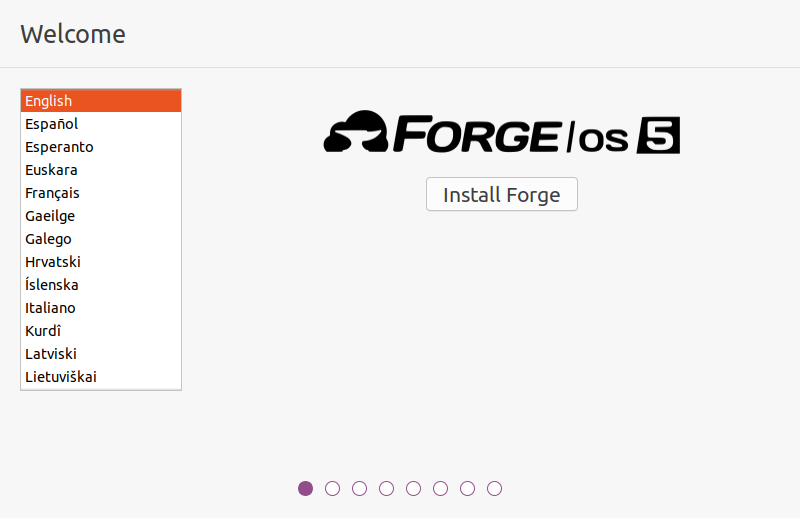 Welcome
English
Español
Esperanto
Euskara
Français
Gaeilge
Galego
Hrvatski
Íslenska
Italiano
Kurdî
Latviski
Lietuviškai
FORGE/OS 5
Install Forge